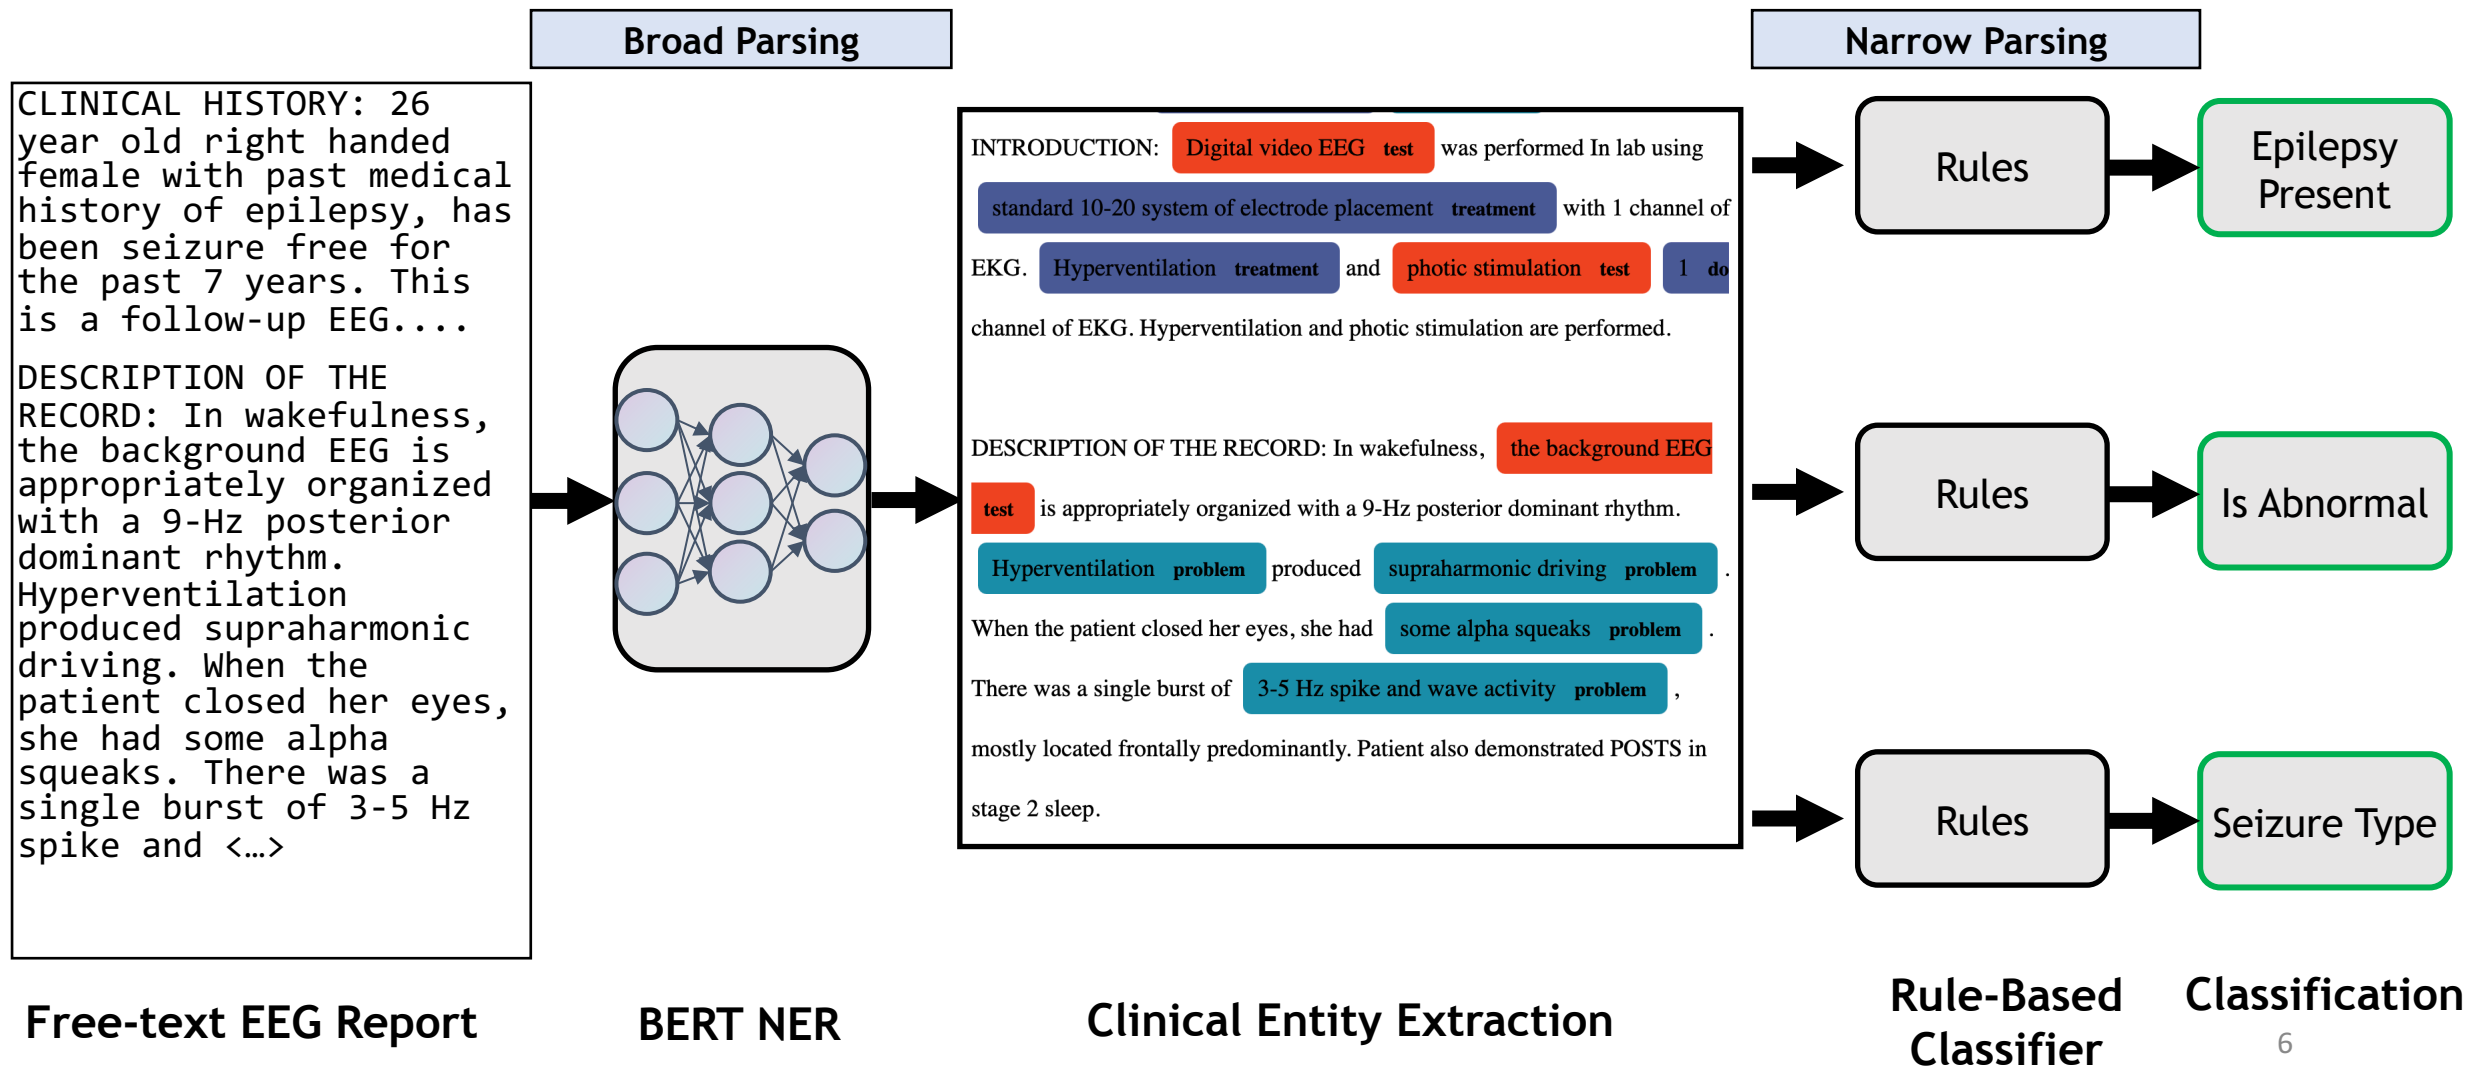 Broad Parsing
Narrow Parsing
CLINICAL HISTORY: 26
year old right handed
female with past medical
history of epilepsy, has
been seizure free for
the past 7 years. This
is a follow-up EEG....
DESCRIPTION OF THE
RECORD: In wakefulness,
the background EEG is
appropriately organized
with a 9-Hz posterior
dominant rhythm.
Hyperventilation
produced supraharmonic
driving. When the
patient closed her eyes,
she had some alpha
squeaks. There was a
single burst of 3-5 Hz
spike and <…>
INTRODUCTION: Digital video EEG test was performed In lab using
standard 10-20 system of electrode placement treatment with 1 channel of
EKG. Hyperventilation treatment and photic stimulation test 1 do
channel of EKG. Hyperventilation and photic stimulation are performed.
DESCRIPTION OF THE RECORD: In wakefulness, the background EEG
test is appropriately organized with a 9-Hz posterior dominant rhythm.
Hyperventilation problem produced supraharmonic driving problem .
When the patient closed her eyes, she had some alpha squeaks problem .
There was a single burst of 3-5 Hz spike and wave activity problem ,
mostly located frontally predominantly. Patient also demonstrated POSTS in
stage 2 sleep.
Rules
Epilepsy
Present
Rules
Is Abnormal
Rules
Seizure Type
Free-text EEG Report
BERT NER
Clinical Entity Extraction
Rule-Based
Classifier
Classification
6